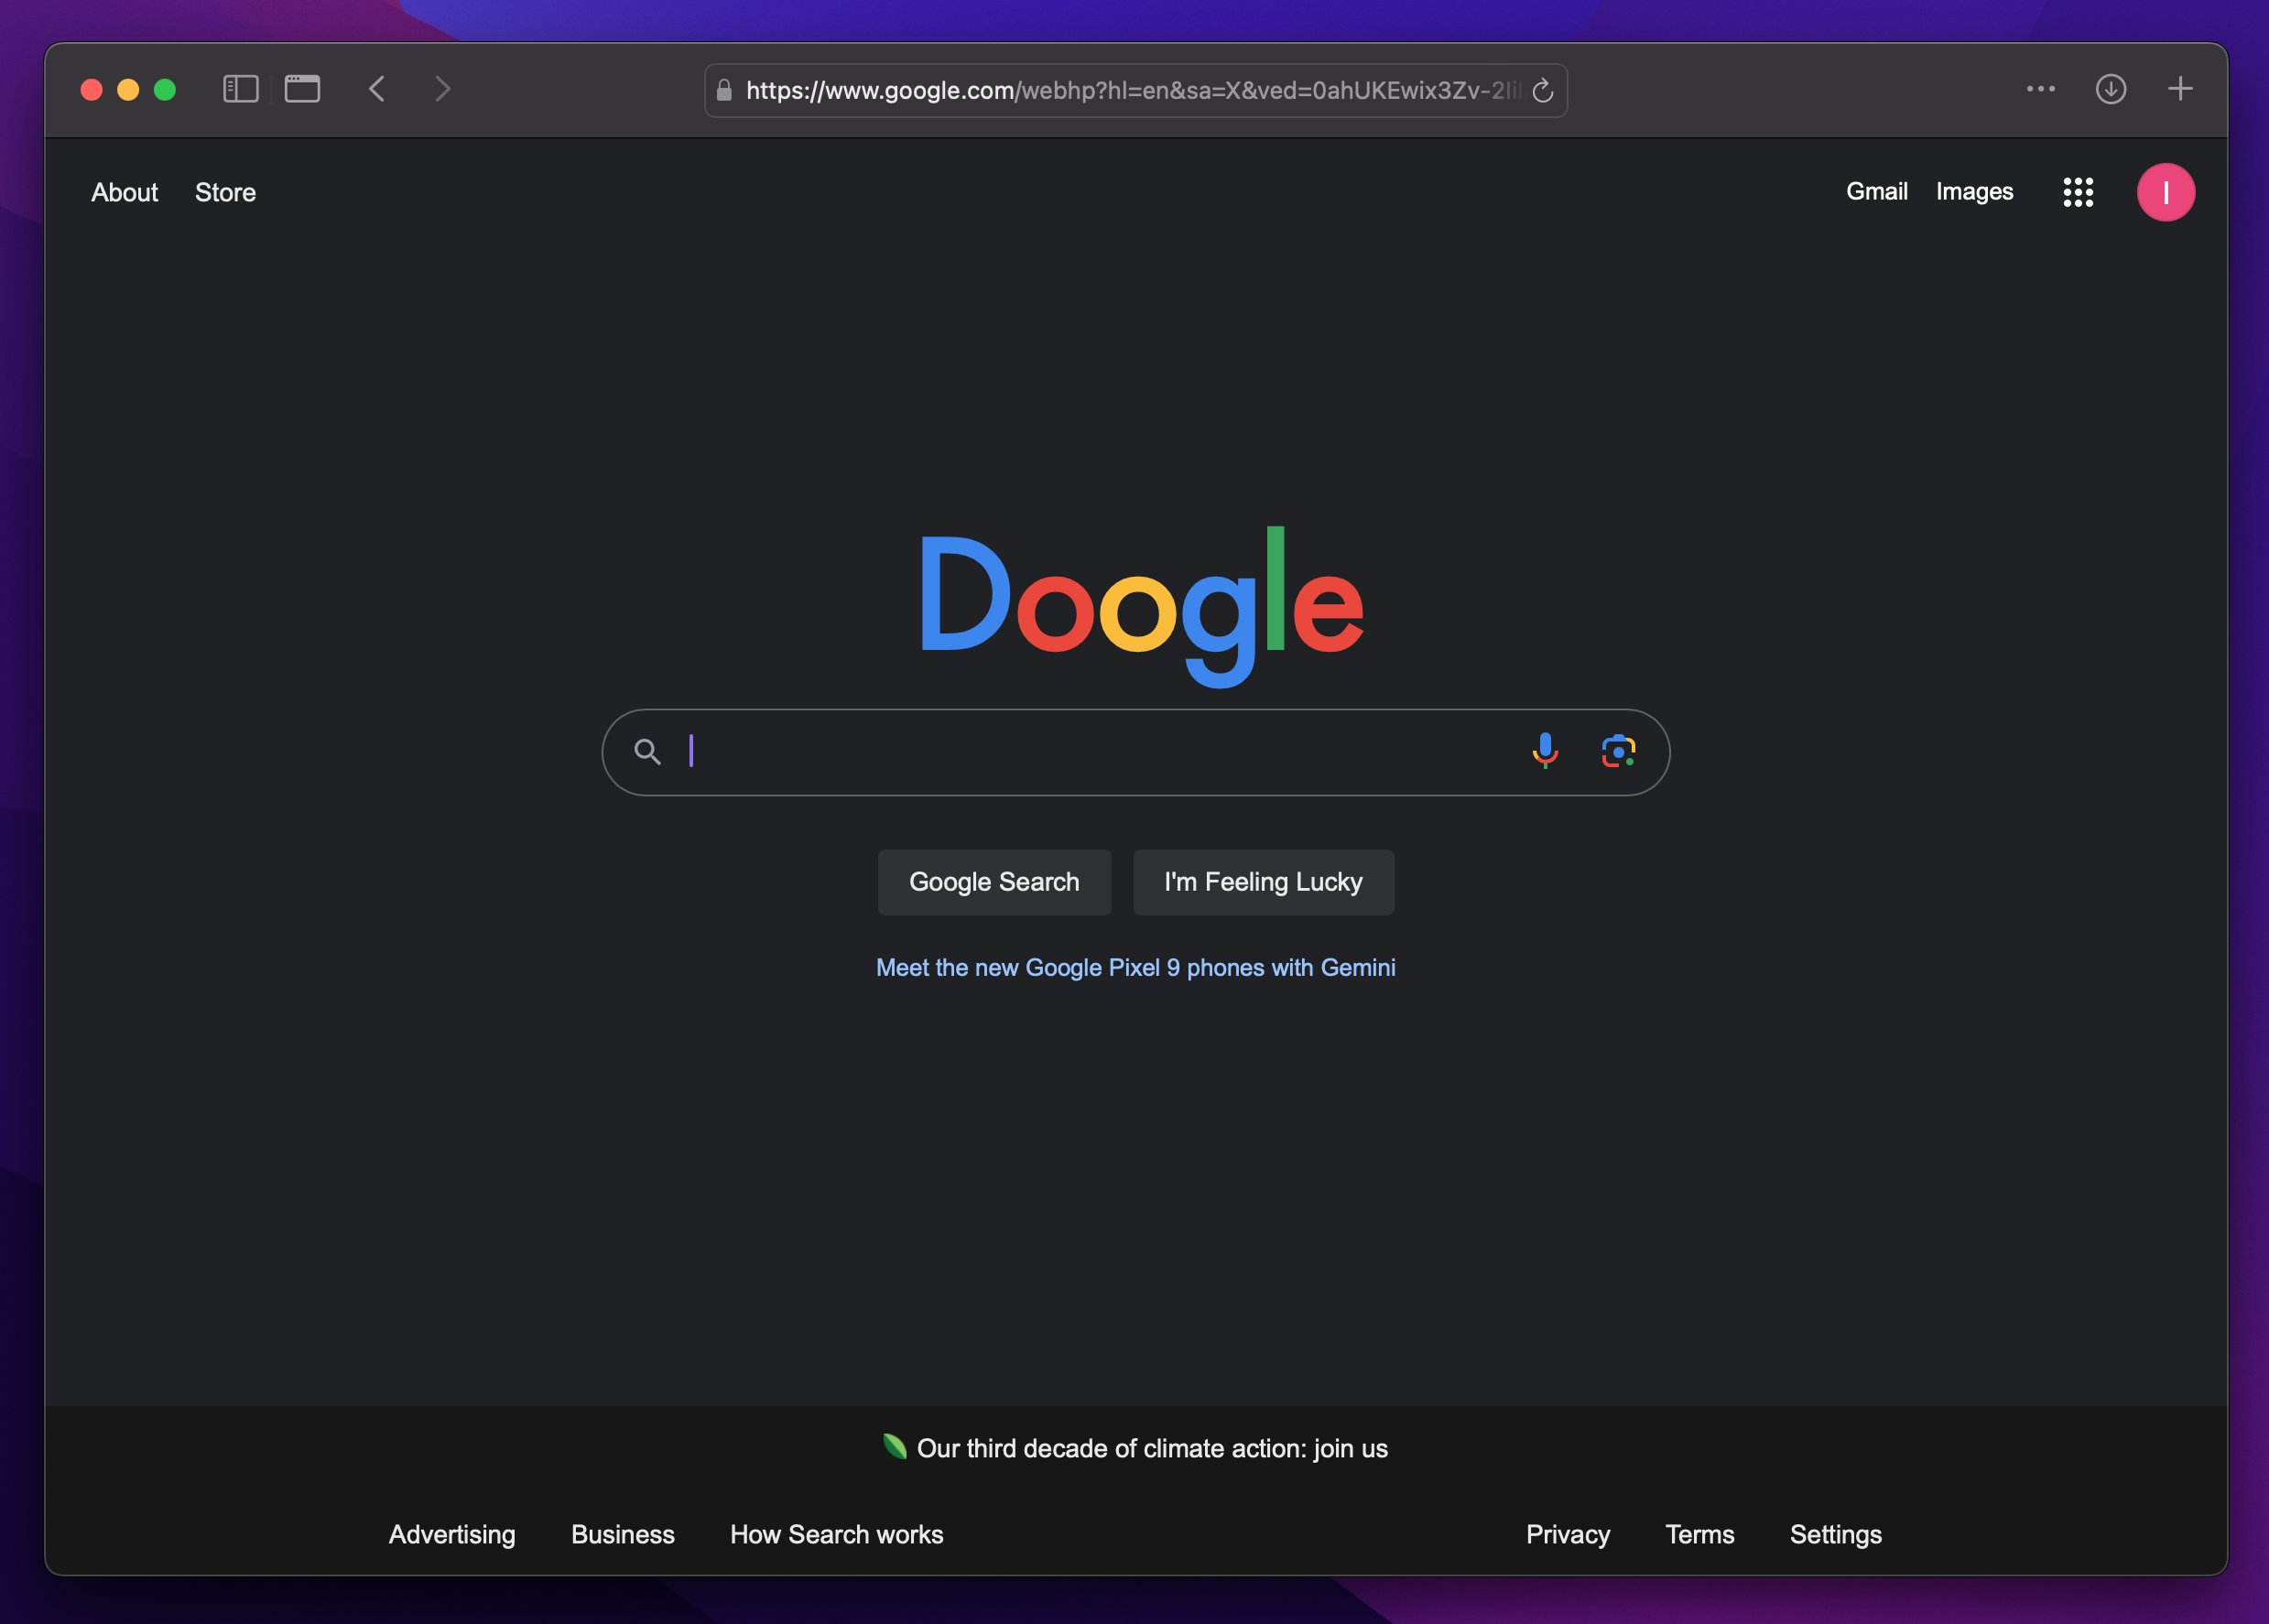 https://www.google.com/webhp?hl=en&sa=X&ved=0ahUKEwix3Zv-2
About Store Gmail Images I
Doogle
Google Search I'm Feeling Lucky
Meet the new Google Pixel 9 phones with Gemini
Our third decade of climate action: join us
Advertising Business How Search works Privacy Terms Settings